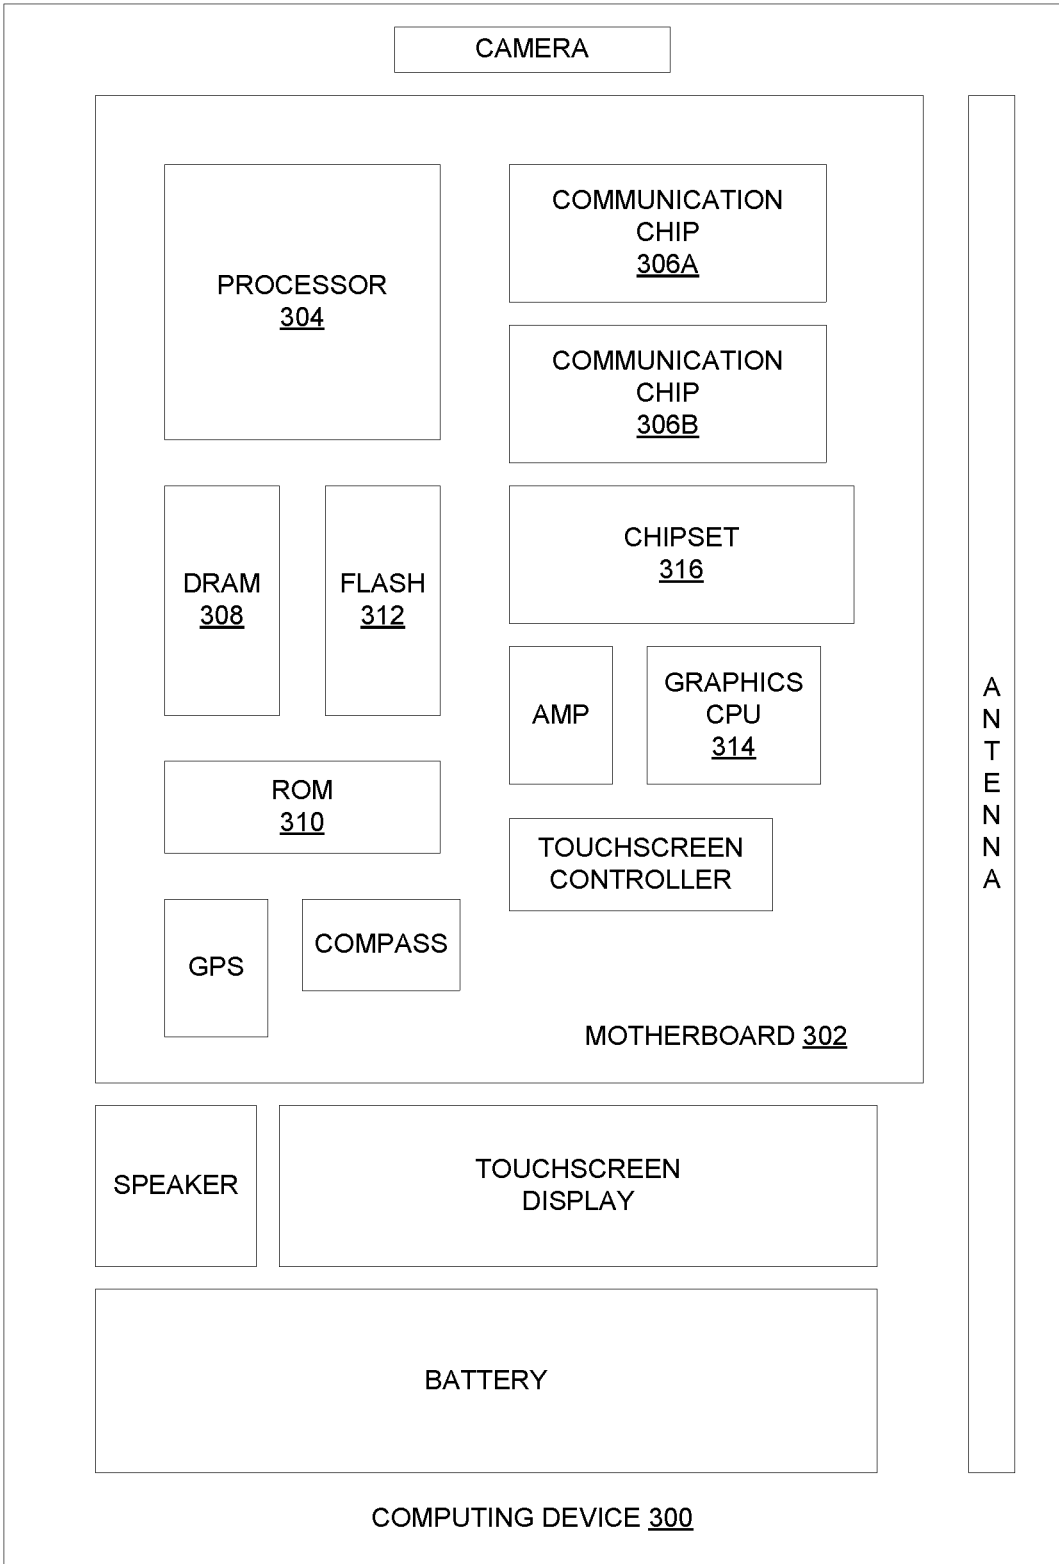 CAMERA
PROCESSOR
304
COMMUNICATION
CHIP
306A
COMMUNICATION
CHIP
306B
DRAM
308
FLASH
312
CHIPSET
316
AMP
GRAPHICS
CPU
314
ROM
310
TOUCHSCREEN
CONTROLLER
GPS
COMPASS
MOTHERBOARD 302
ANTENNA
SPEAKER
TOUCHSCREEN
DISPLAY
BATTERY
COMPUTING DEVICE 300